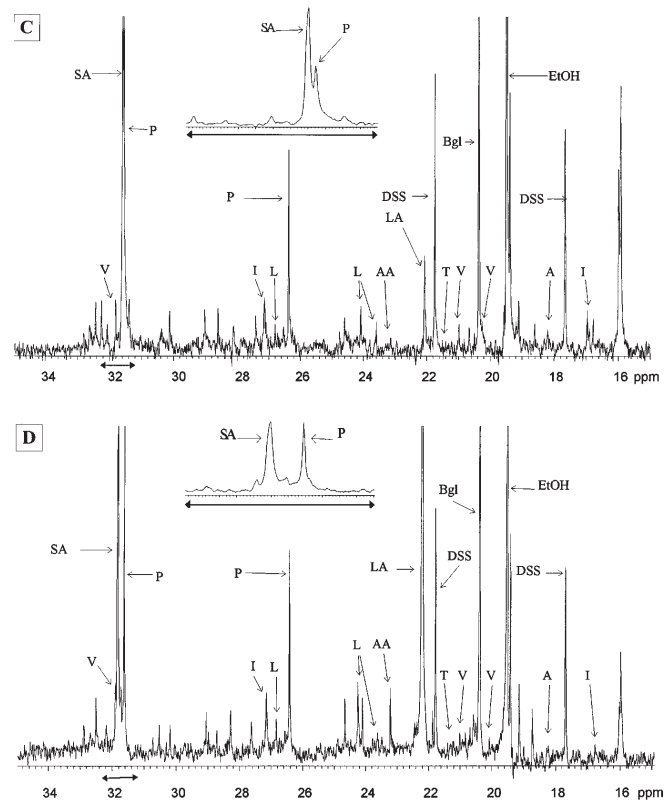 C
SA P
SA EtOH
P
Bgl
P DSS DSS
LA
V I L L AA T V V A I
34 32 30 28 26 24 22 20 18 16 ppm
D
SA P
Bgl EtOH
SA P P LA DSS DSS
V I L L AA T V V A I
34 32 30 28 26 24 22 20 18 16 ppm